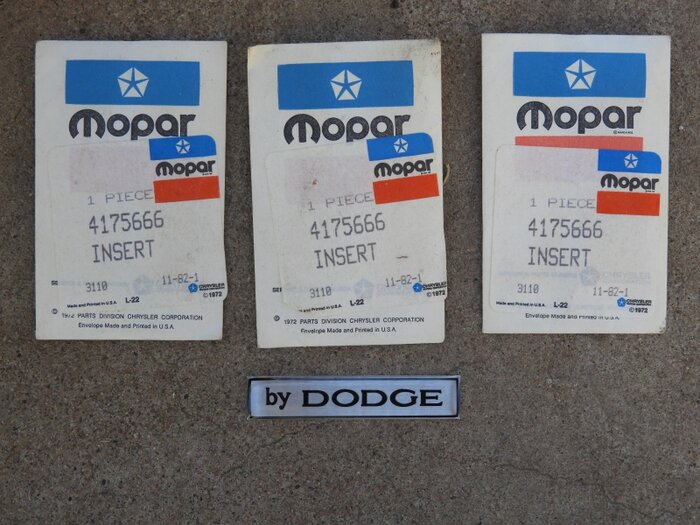 Mopar
Mopar
1 PIECE
4175666
INSERT
3110
11-82-1
CHRYSLER
Made and Printed in U.S.A.
L-22
© 1972
© 1972 PARTS DIVISION CHRYSLER CORPORATION
Envelope Made and Printed in U.S.A.
Mopar
Mopar
1 PIECE
4175666
INSERT
3110
11-82-1
CHRYSLER
Printed in U.S.A.
L-22
© 1972
© 1972 PARTS DIVISION CHRYSLER CORPORATION
Envelope Made and Printed in U.S.A.
Mopar
Mopar
1 PIECE
4175666
INSERT
3110
11-82-1
CHRYSLER
Made and Printed in U.S.A.
L-22
© 1972
Envelope Made and Printed in U.S.A.
by DODGE